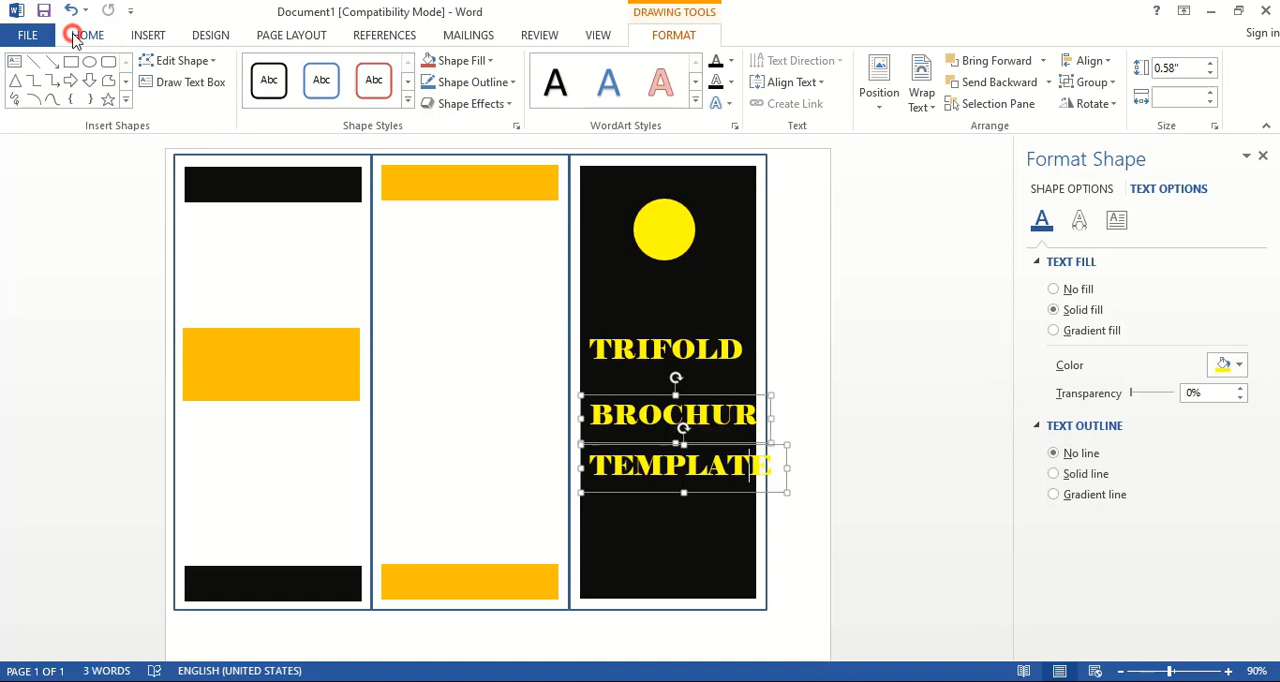 Document1 [Compatibility Mode] - Word
DRAWING TOOLS
?
Sign in
FILE HOME INSERT DESIGN PAGE LAYOUT REFERENCES MAILINGS REVIEW VIEW FORMAT
Edit Shape
Draw Text Box
Insert Shapes
Abc Abc Abc
Shape Fill
Shape Outline
Shape Effects
Shape Styles
A A A
WordArt Styles
Text Direction
Align Text
Create Link
Text
Position
Wrap Text
Bring Forward
Send Backward
Selection Pane
Align
Group
Rotate
Arrange
0.58"
Size
TRIFOLD
BROCHUR
TEMPLATE
Format Shape
SHAPE OPTIONS TEXT OPTIONS
TEXT FILL
No fill
Solid fill
Gradient fill
Color
Transparency 0%
TEXT OUTLINE
No line
Solid line
Gradient line
PAGE 1 OF 1 3 WORDS ENGLISH (UNITED STATES) 90%